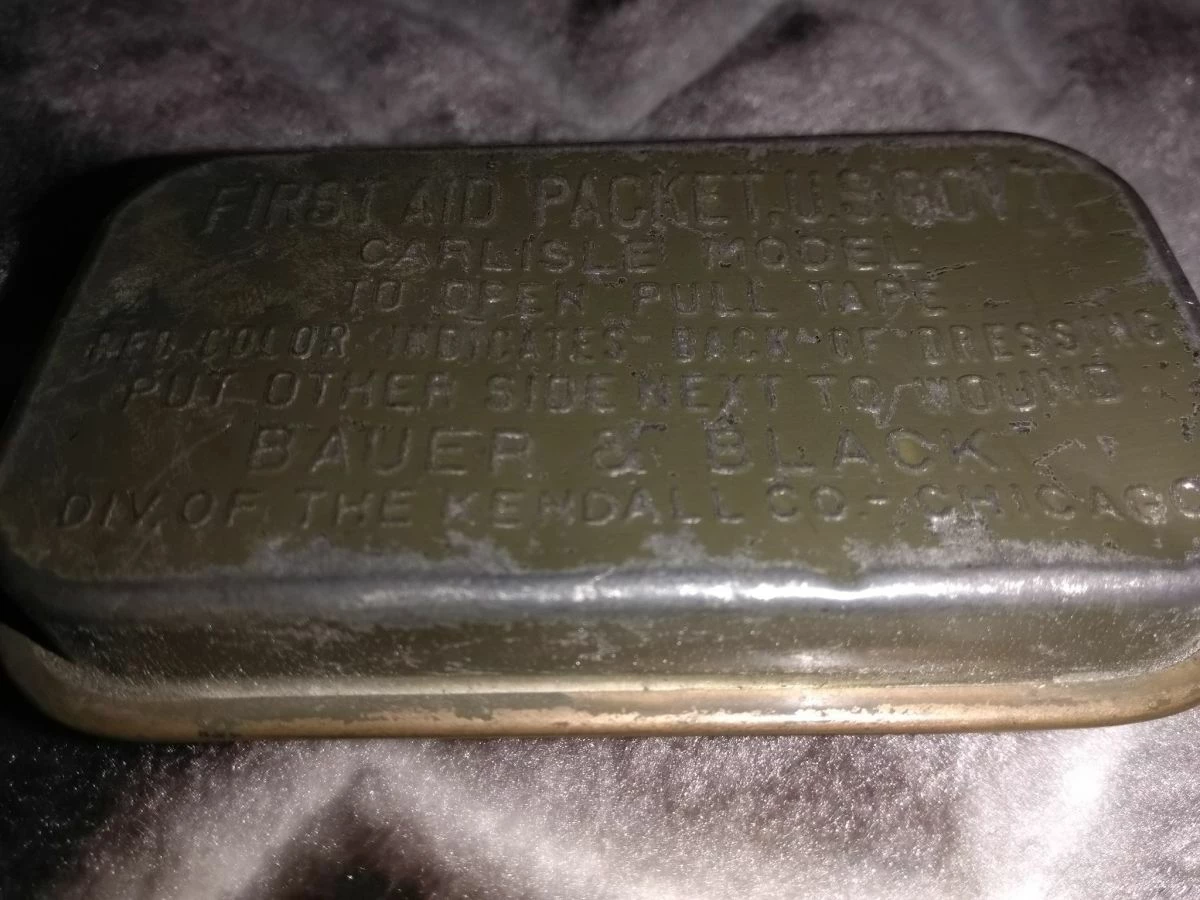 FIRST AID PACKET, U.S. GOV'T
CARLISLE MODEL
TO OPEN PULL TAPE
RED COLOR INDICATES BACK OF DRESSING
PUT OTHER SIDE NEXT TO WOUND
BAUER & BLACK
DIV. OF THE KENDALL CO - CHICAGO